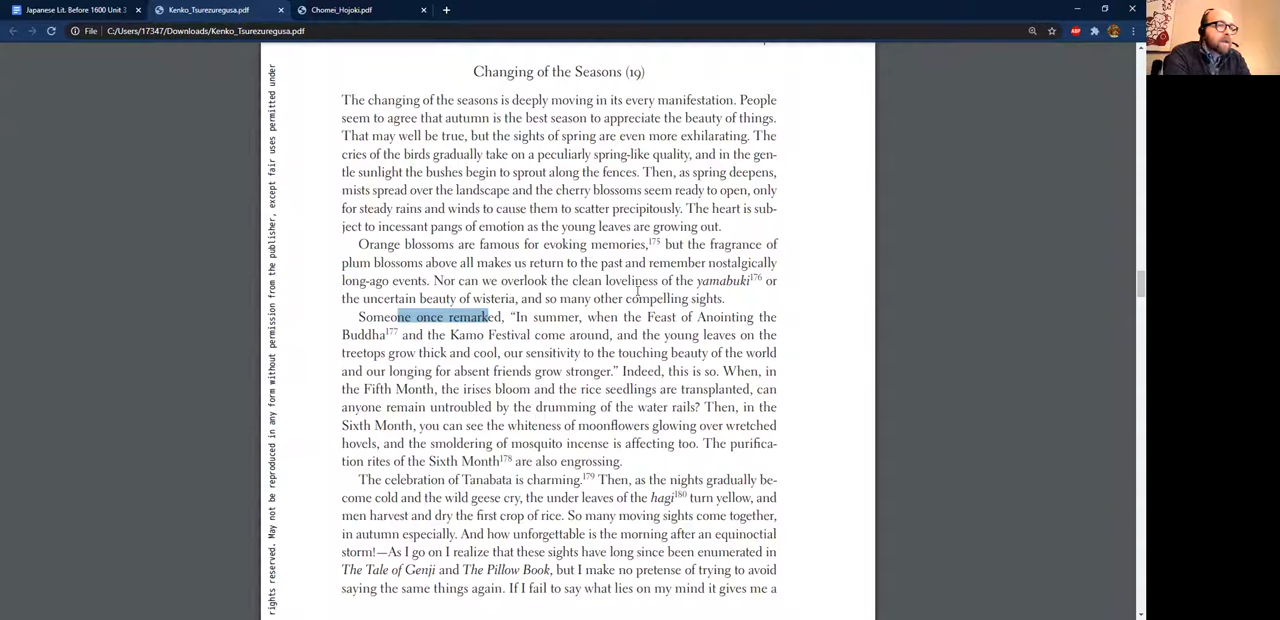 Japanese Lit. Before 1600 Unit 3
Kenko_Tsurezuregusa.pdf
Chomei_Hojoki.pdf
File
C:/Users/17347/Downloads/Kenko_Tsurezuregusa.pdf
ABP
rights reserved. May not be reproduced in any form without permission from the publisher, except fair uses permitted under
Changing of the Seasons (19)
The changing of the seasons is deeply moving in its every manifestation. People
seem to agree that autumn is the best season to appreciate the beauty of things.
That may well be true, but the sights of spring are even more exhilarating. The
cries of the birds gradually take on a peculiarly spring-like quality, and in the gen-
tle sunlight the bushes begin to sprout along the fences. Then, as spring deepens,
mists spread over the landscape and the cherry blossoms seem ready to open, only
for steady rains and winds to cause them to scatter precipitously. The heart is sub-
ject to incessant pangs of emotion as the young leaves are growing out.
Orange blossoms are famous for evoking memories,175 but the fragrance of
plum blossoms above all makes us return to the past and remember nostalgically
long-ago events. Nor can we overlook the clean loveliness of the yamabuki176 or
the uncertain beauty of wisteria, and so many other compelling sights.
Someone once remarked, “In summer, when the Feast of Anointing the
Buddha177 and the Kamo Festival come around, and the young leaves on the
treetops grow thick and cool, our sensitivity to the touching beauty of the world
and our longing for absent friends grow stronger.” Indeed, this is so. When, in
the Fifth Month, the irises bloom and the rice seedlings are transplanted, can
anyone remain untroubled by the drumming of the water rails? Then, in the
Sixth Month, you can see the whiteness of moonflowers glowing over wretched
hovels, and the smoldering of mosquito incense is affecting too. The purifica-
tion rites of the Sixth Month178 are also engrossing.
The celebration of Tanabata is charming.179 Then, as the nights gradually be-
come cold and the wild geese cry, the under leaves of the hagi180 turn yellow, and
men harvest and dry the first crop of rice. So many moving sights come together,
in autumn especially. And how unforgettable is the morning after an equinoctial
storm!—As I go on I realize that these sights have long since been enumerated in
The Tale of Genji and The Pillow Book, but I make no pretense of trying to avoid
saying the same things again. If I fail to say what lies on my mind it gives me a